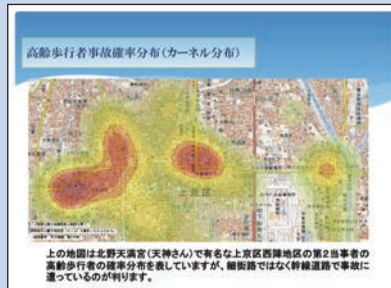 高齢歩行者事故確率分布（カーネル分布）
上京区
上の地図は北野天満宮（天神さん）で有名な上京区西陣地区の第2当事者の
高齢歩行者の確率分布を表していますが、細街路ではなく幹線道路で事故に
遭っているのが判ります。